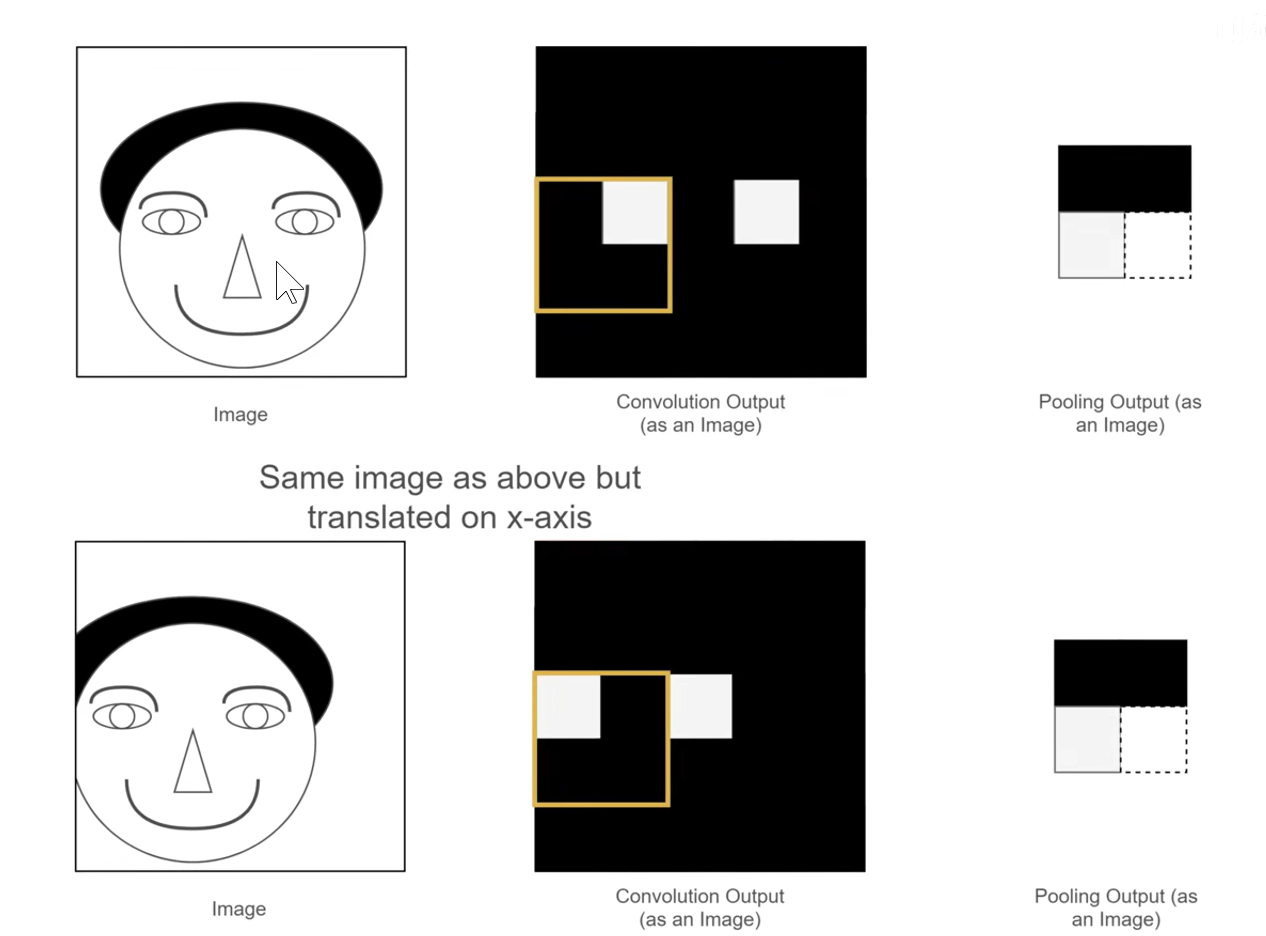 Image
Convolution Output
(as an Image)
Pooling Output (as
an Image)
Same image as above but
translated on x-axis
Image
Convolution Output
(as an Image)
Pooling Output (as
an Image)